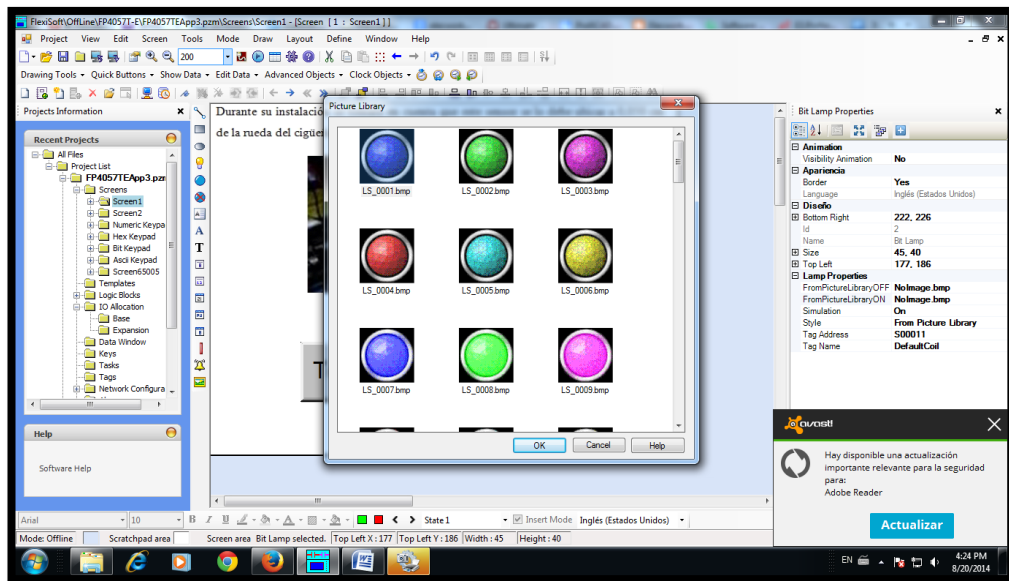 FlexiSoft\OffLine\FP4057T-E\FP4057TEApp3.pzm\Screens\Screen1 - [Screen [ 1 : Screen1 ] ]
Project View Edit Screen Tools Mode Draw Layout Define Window Help
200
Drawing Tools Quick Buttons Show Data Edit Data Advanced Objects Clock Objects
Projects Information
Recent Projects
All Files
Project List
FP4057TEApp3.pzm
Screens
Screen1
Screen2
Numeric Keypa
Hex Keypad
Bit Keypad
Ascii Keypad
Screen65005
Templates
Logic Blocks
IO Allocation
Base
Expansion
Data Window
Keys
Tasks
Tags
Network Configura
Help
Software Help
Durante su instalació
de la rueda del cigüe
T
Picture Library
LS_0001.bmp LS_0002.bmp LS_0003.bmp
LS_0004.bmp LS_0005.bmp LS_0006.bmp
LS_0007.bmp LS_0008.bmp LS_0009.bmp
OK Cancel Help
Bit Lamp Properties
Animation
Visibility Animation No
Apariencia
Border Yes
Language Inglés (Estados Unidos)
Diseño
Bottom Right 222, 226
Id 2
Name Bit Lamp
Size 45, 40
Top Left 177, 186
Lamp Properties
FromPictureLibraryOFF NoImage.bmp
FromPictureLibraryON NoImage.bmp
Simulation On
Style From Picture Library
Tag Address S00011
Tag Name DefaultCoil
avast!
Hay disponible una actualización
importante relevante para la seguridad
para:
Adobe Reader
Actualizar
Arial 10 B I U State 1 Insert Mode Inglés (Estados Unidos)
Mode: Offline Scratchpad area Screen area Bit Lamp selected. Top Left X : 177 Top Left Y : 186 Width : 45 Height : 40
EN 4:24 PM
8/20/2014